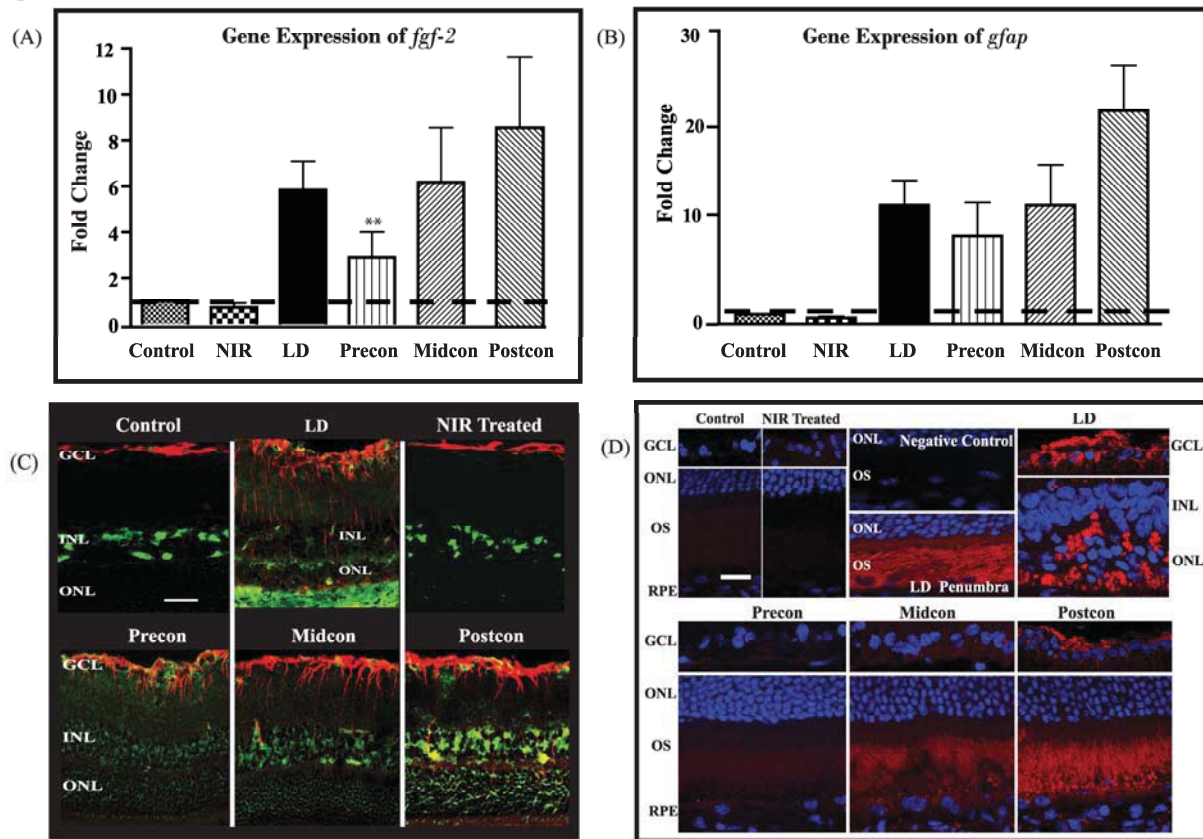 (A)
Gene Expression of fgf-2
Fold Change
12
10
8
6
4
2
0
**
Control NIR LD Precon Midcon Postcon
(B)
Gene Expression of gfap
Fold Change
30
20
10
0
Control NIR LD Precon Midcon Postcon
(C)
Control LD NIR Treated
GCL
INL
ONL
INL
ONL
Precon Midcon Postcon
GCL
INL
ONL
(D)
Control NIR Treated LD
GCL
ONL
OS
RPE
ONL Negative Control
OS
ONL
OS
LD Penumbra
GCL
INL
ONL
Precon Midcon Postcon
GCL
ONL
OS
RPE